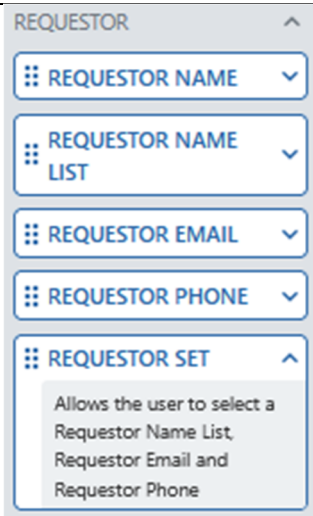 REQUESTOR
REQUESTOR NAME
REQUESTOR NAME
LIST
REQUESTOR EMAIL
REQUESTOR PHONE
REQUESTOR SET
Allows the user to select a
Requestor Name List,
Requestor Email and
Requestor Phone